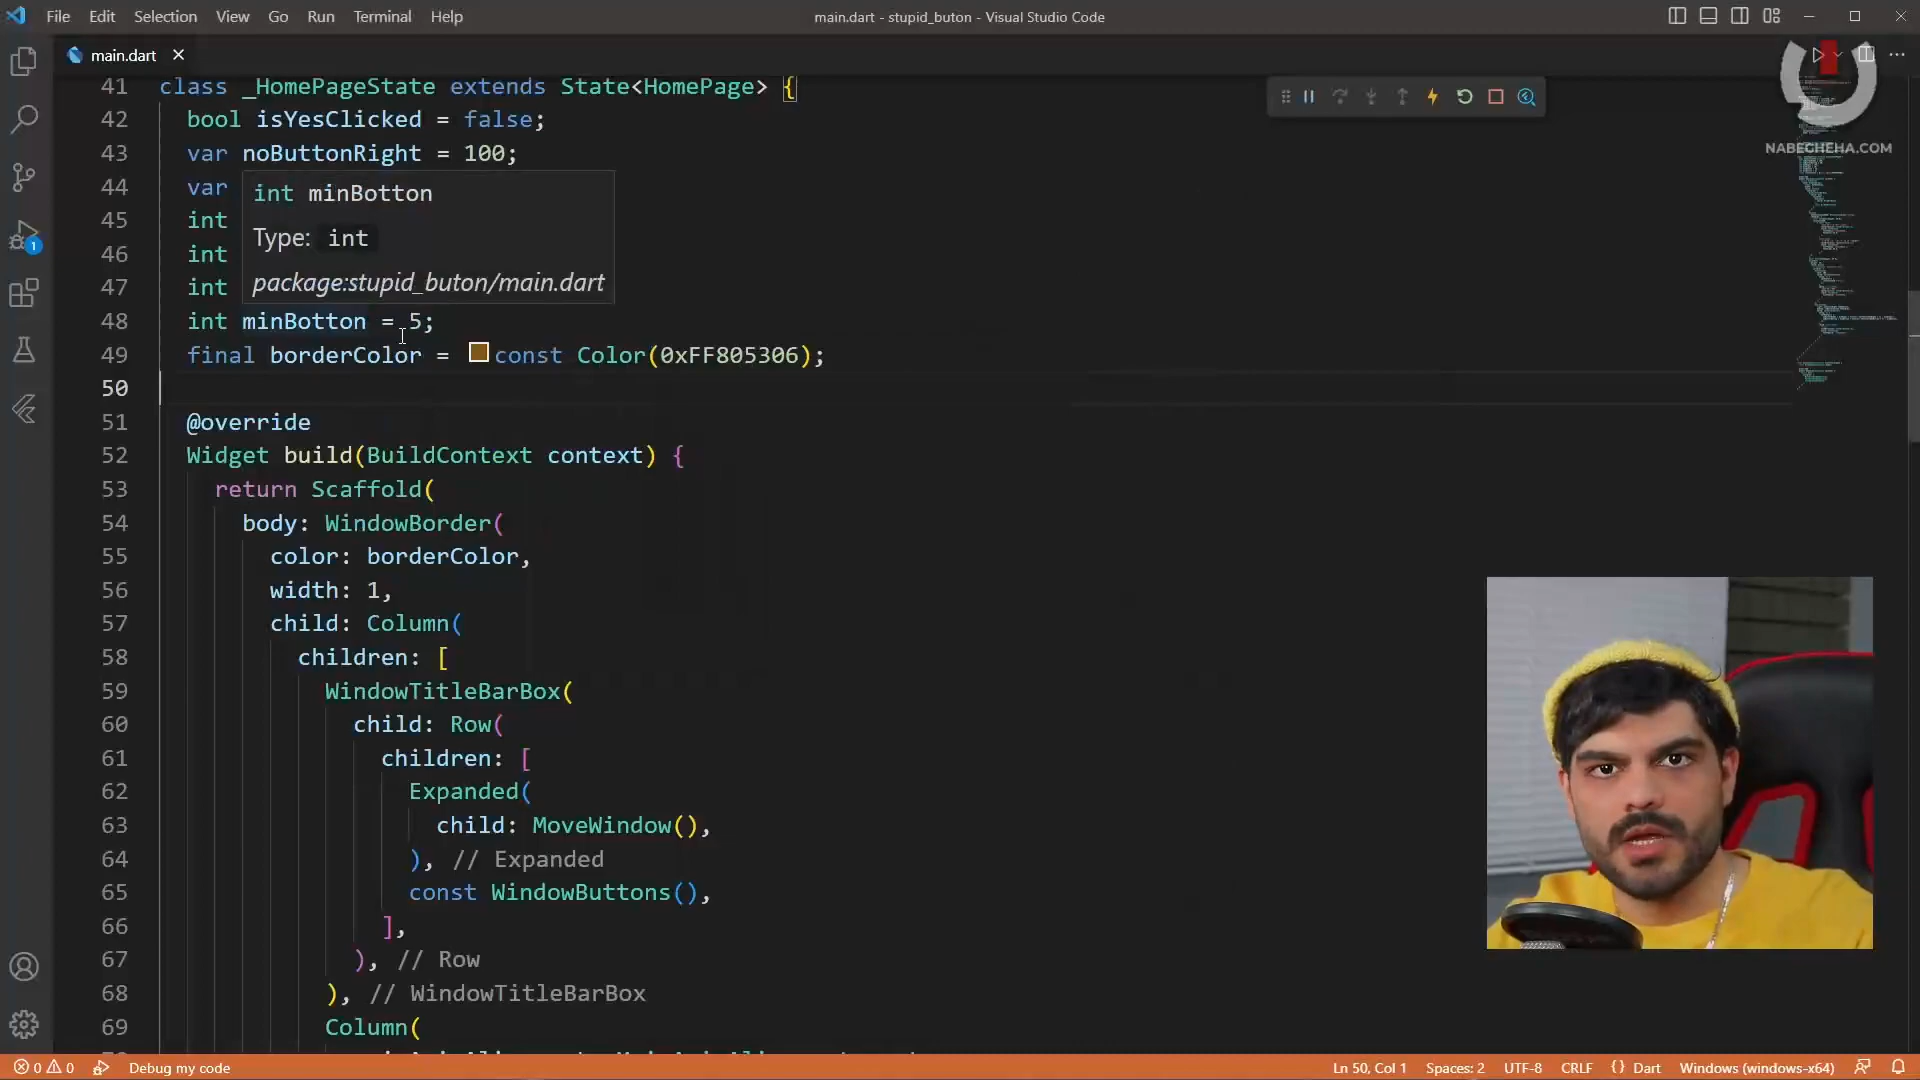 File Edit Selection View Go Run Terminal Help
main.dart - stupid_buton - Visual Studio Code
main.dart
NABECHEHA.COM
41 class _HomePageState extends State<HomePage> {
42 bool isYesClicked = false;
43 var noButtonRight = 100;
44 var
45 int
46 int
47 int
int minBotton
Type: int
package:stupid_buton/main.dart
48 int minBotton = 5;
49 final borderColor = const Color(0xFF805306);
50
51 @override
52 Widget build(BuildContext context) {
53 return Scaffold(
54 body: WindowBorder(
55 color: borderColor,
56 width: 1,
57 child: Column(
58 children: [
59 WindowTitleBarBox(
60 child: Row(
61 children: [
62 Expanded(
63 child: MoveWindow(),
64 ), // Expanded
65 const WindowButtons(),
66 ],
67 ), // Row
68 ), // WindowTitleBarBox
69 Column(
1
0 0 Debug my code
Ln 50, Col 1 Spaces: 2 UTF-8 CRLF {} Dart Windows (windows-x64)